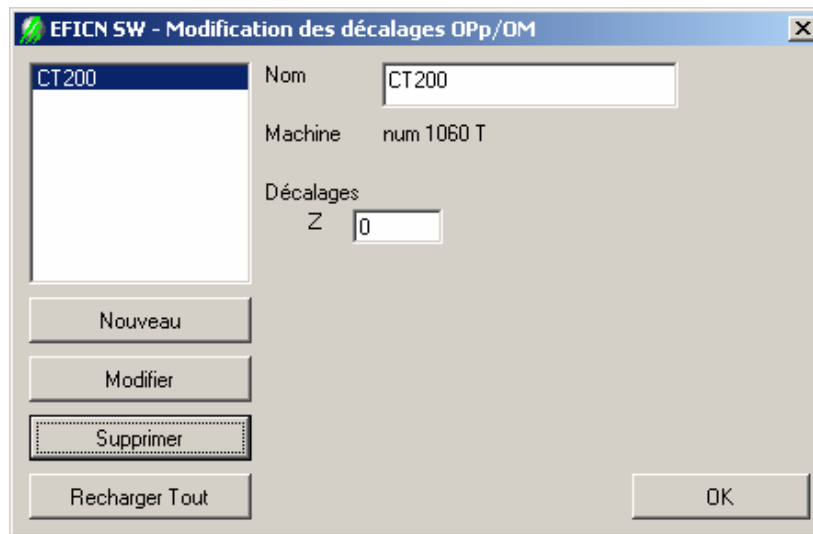 EFICN SW - Modification des décalages OPp/OM
CT200
Nom
CT200
Machine
num 1060 T
Décalages
Z
0
Nouveau
Modifier
Supprimer
Recharger Tout
OK